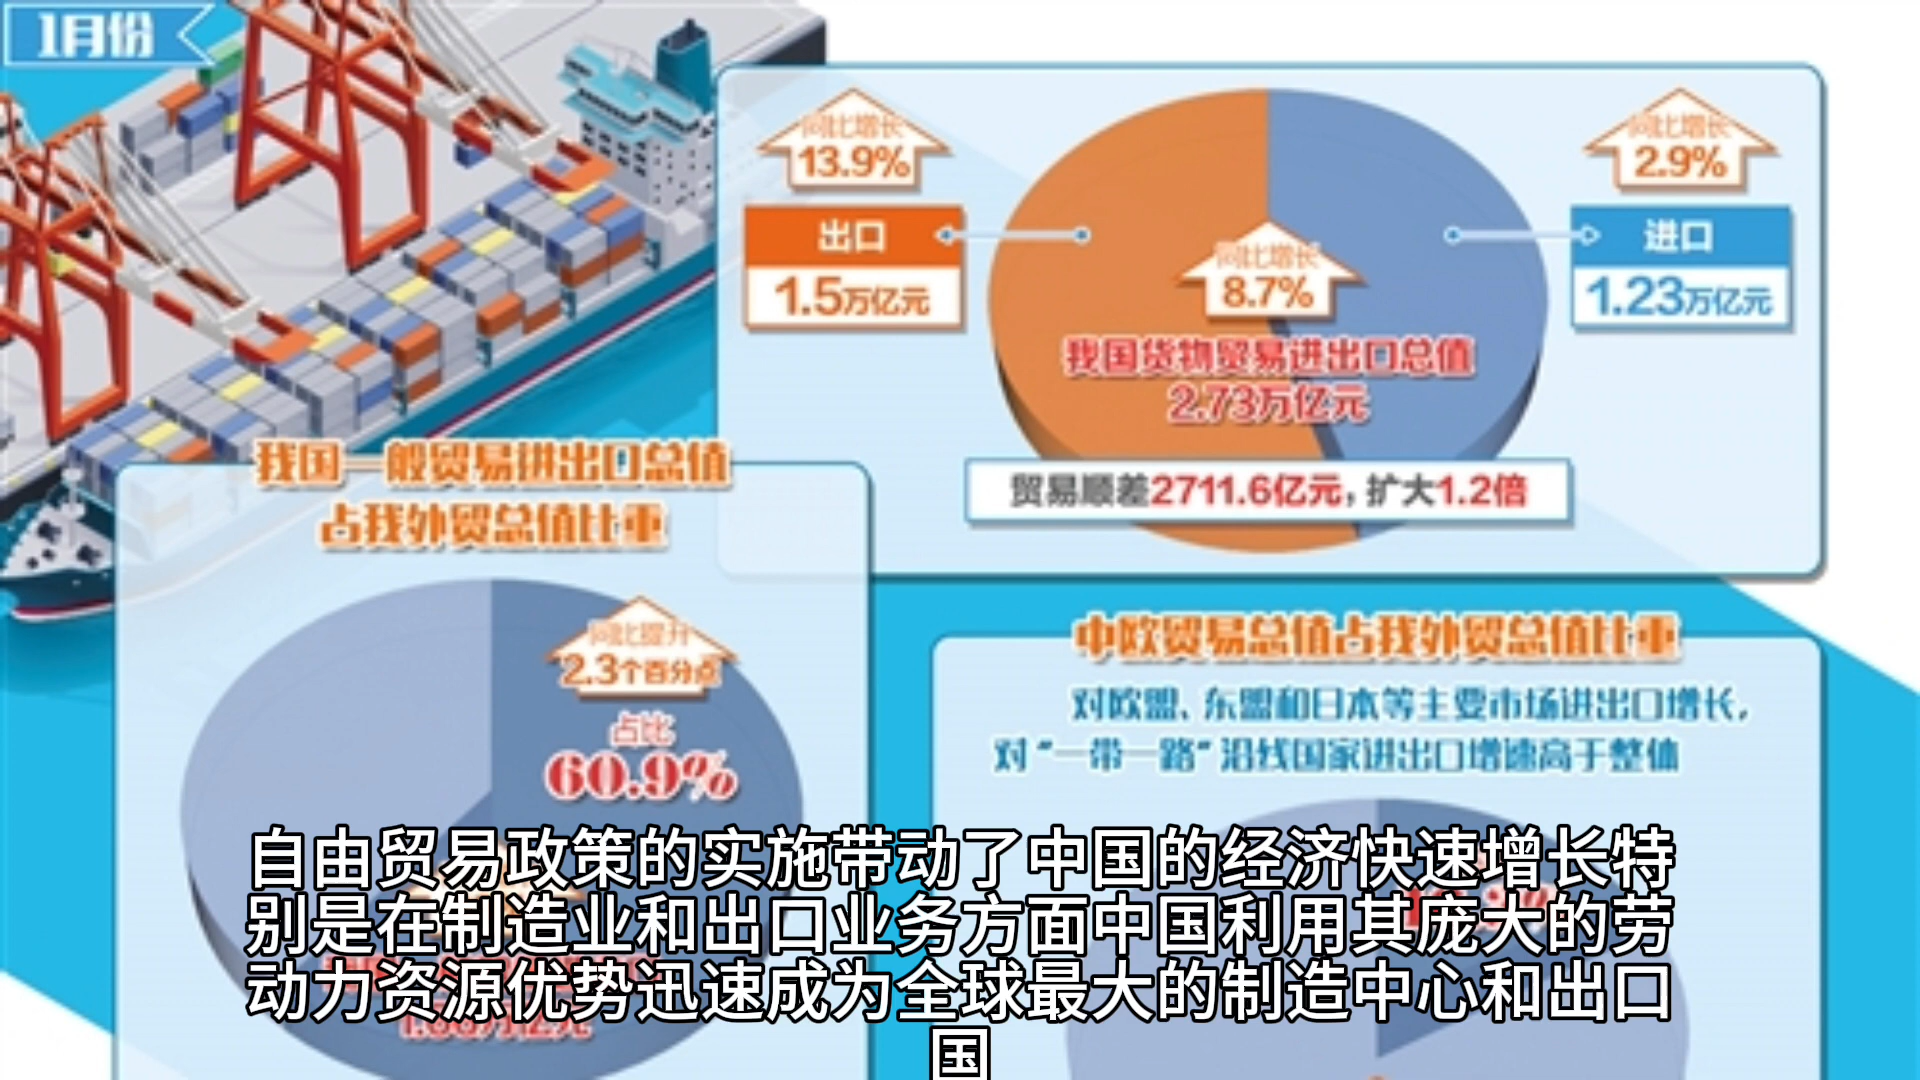 1月份
同比增长
13.9%
出口
1.5万亿元
同比增长
8.7%
我国货物贸易进出口总值
2.73万亿元
同比增长
2.9%
进口
1.23万亿元
贸易顺差2711.6亿元，扩大1.2倍
我国一般贸易进出口总值
占我外贸总值比重
同比提升
2.3个百分点
占比
60.9%
中欧贸易总值占我外贸总值比重
对欧盟、东盟和日本等主要市场进出口增长，
对“一带一路”沿线国家进出口增速高于整体
自由贸易政策的实施带动了中国的经济快速增长特
别是在制造业和出口业务方面中国利用其庞大的劳
动力资源优势迅速成为全球最大的制造中心和出口
国